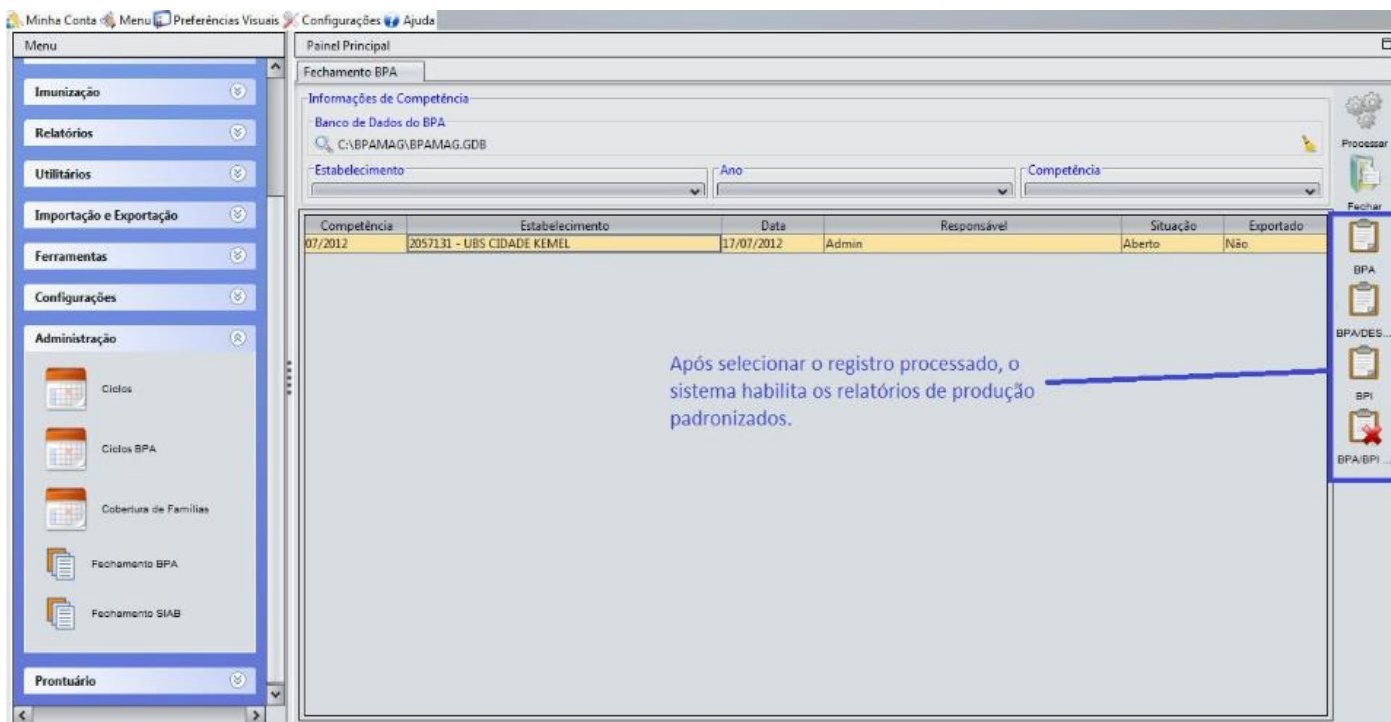 Minha Conta Menu Preferências Visuais Configurações Ajuda
Menu
Imunização
Relatórios
Utilitários
Importação e Exportação
Ferramentas
Configurações
Administração
Ciclos
Ciclos BPA
Cobertura de Famílias
Fechamento BPA
Fechamento SIAB
Prontuário
Painel Principal
Fechamento BPA
Informações de Competência
Banco de Dados do BPA
C:\BPAMAG\BPAMAG.GDB
Estabelecimento Ano Competência
Competência Estabelecimento Data Responsável Situação Exportado
07/2012 2057131 - UBS CIDADE KEMEL 17/07/2012 Admin Aberto Não
Após selecionar o registro processado, o
sistema habilita os relatórios de produção
padronizados.
Processar
Fechar
BPA
BPA/DES...
BPI
BPA/BPI ...